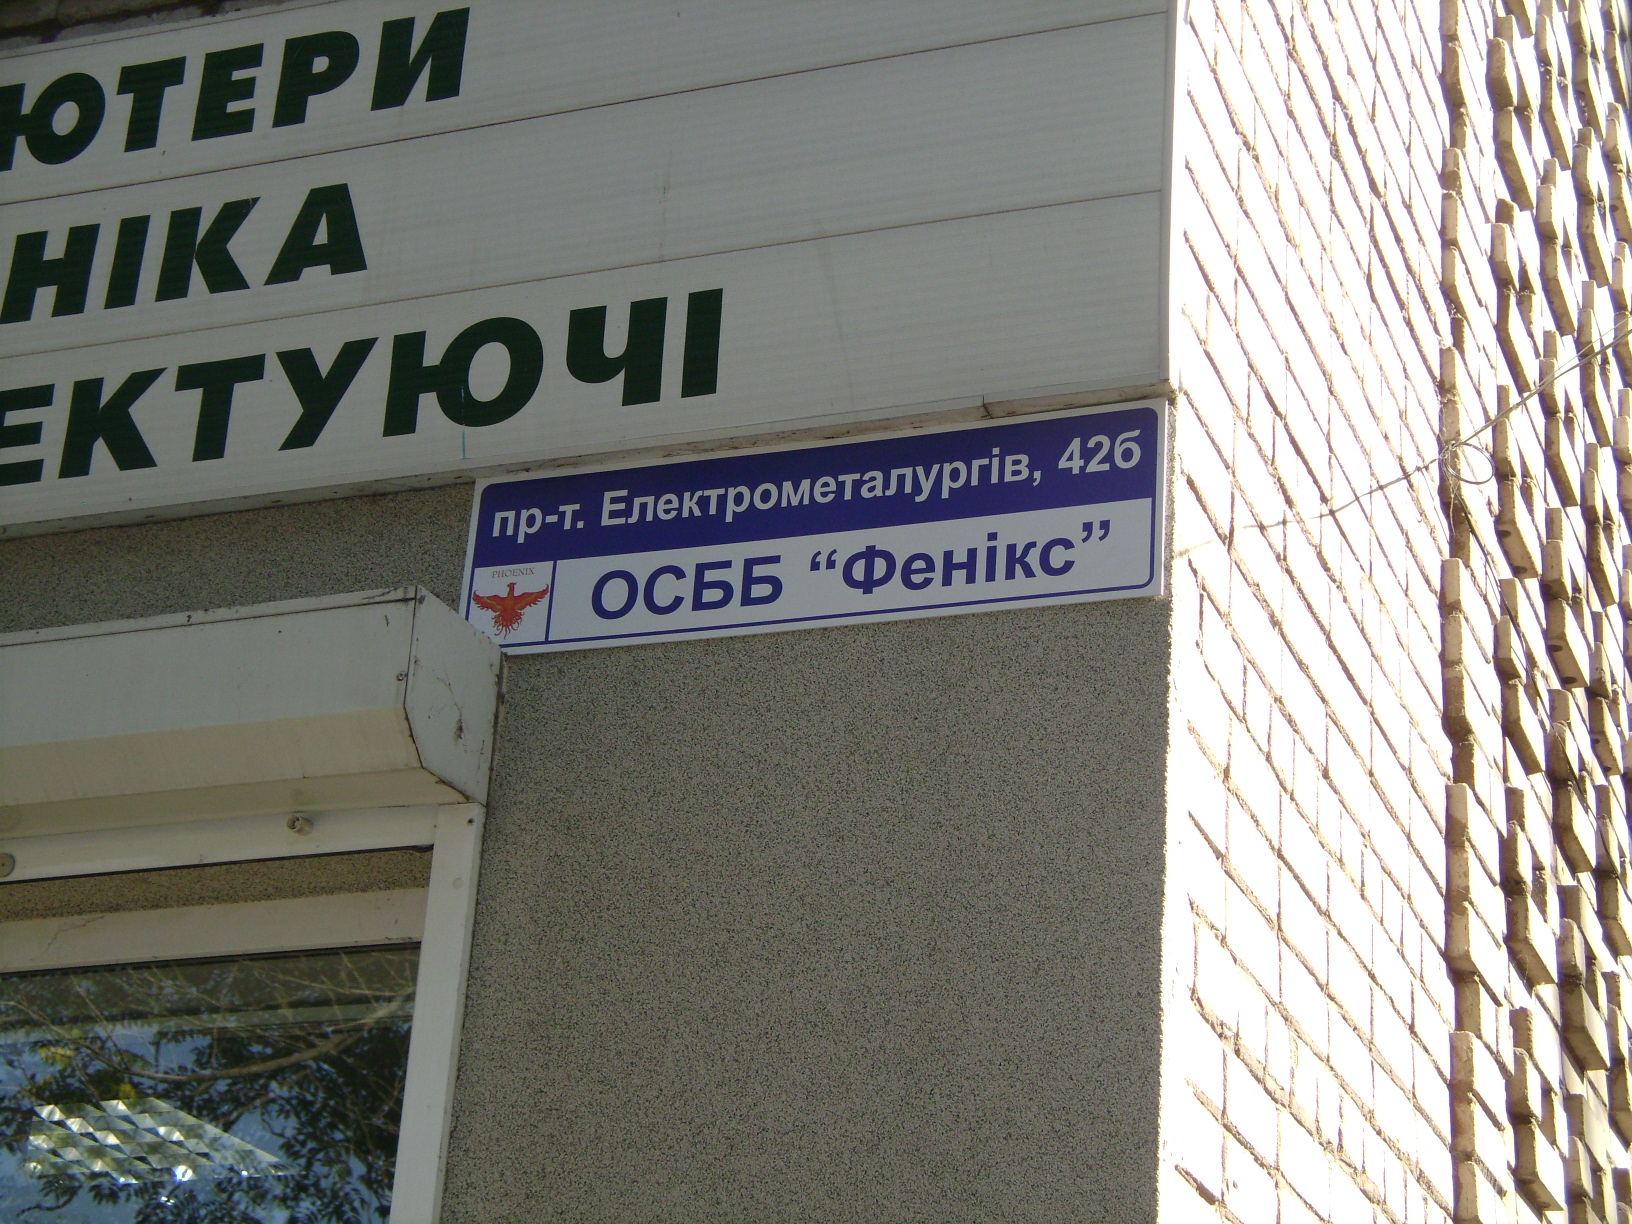 ЮТЕРИ
НІКА
ЕКТУЮЧІ
пр-т. Електрометалургів, 42б
PHOENIX
ОСББ “Фенікс”